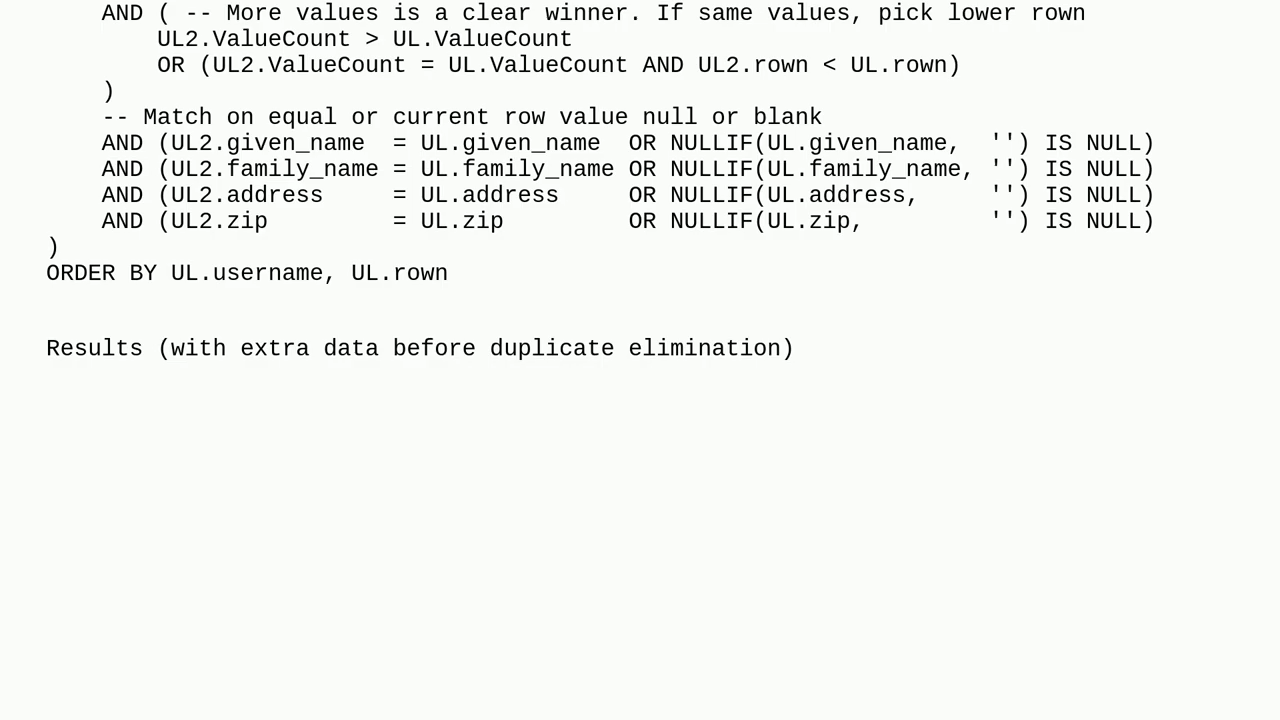 AND ( -- More values is a clear winner. If same values, pick lower rown
        UL2.ValueCount > UL.ValueCount
        OR (UL2.ValueCount = UL.ValueCount AND UL2.rown < UL.rown)
    )
    -- Match on equal or current row value null or blank
    AND (UL2.given_name  = UL.given_name  OR NULLIF(UL.given_name,  '') IS NULL)
    AND (UL2.family_name = UL.family_name OR NULLIF(UL.family_name, '') IS NULL)
    AND (UL2.address     = UL.address     OR NULLIF(UL.address,     '') IS NULL)
    AND (UL2.zip         = UL.zip         OR NULLIF(UL.zip,         '') IS NULL)
)
ORDER BY UL.username, UL.rown
Results (with extra data before duplicate elimination)